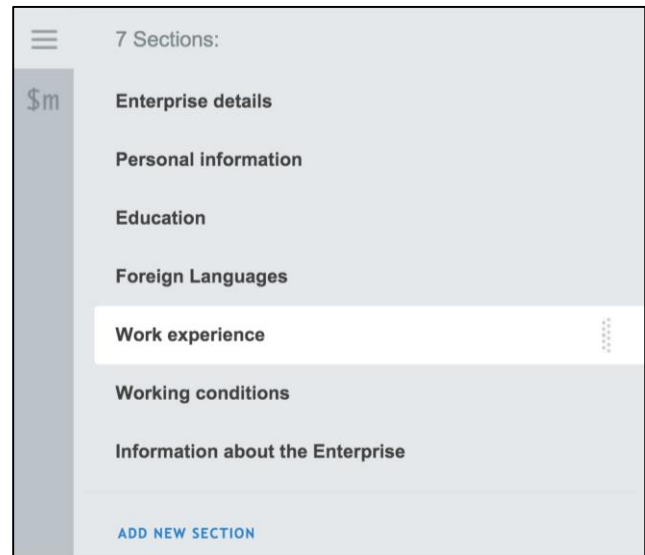 7 Sections:
$m
Enterprise details
Personal information
Education
Foreign Languages
Work experience
Working conditions
Information about the Enterprise
ADD NEW SECTION